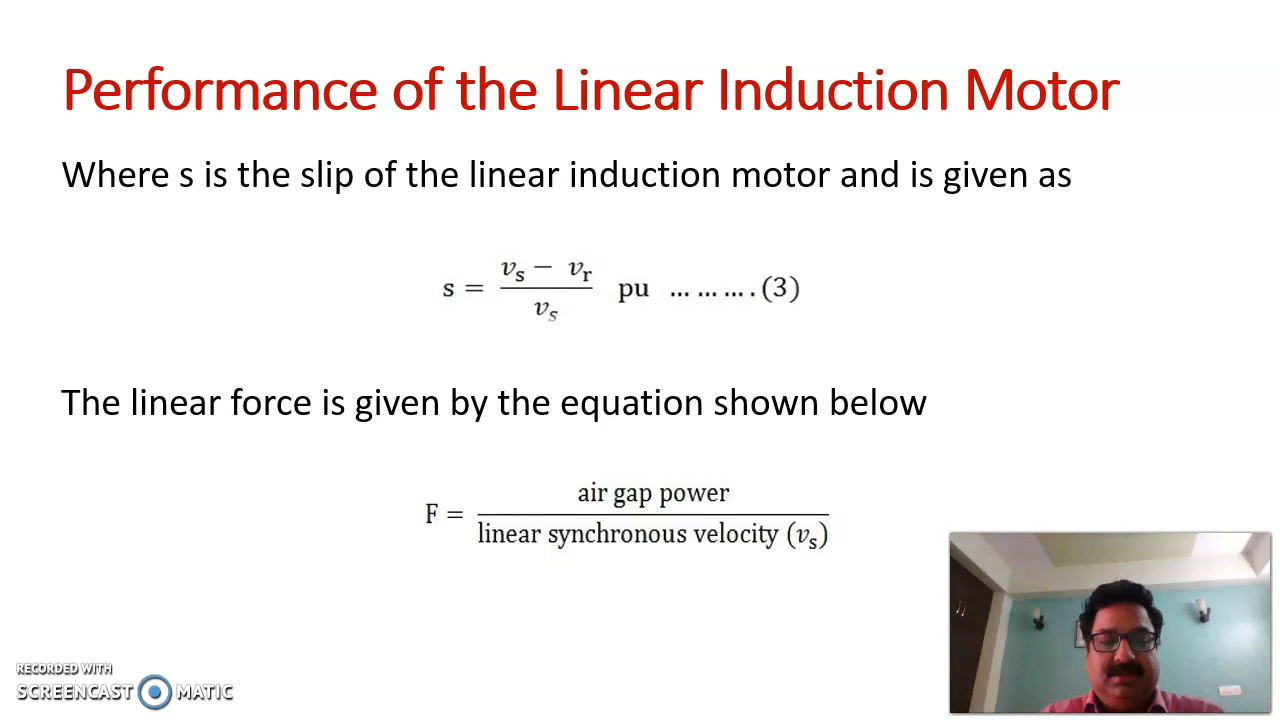 Performance of the Linear Induction Motor
Where s is the slip of the linear induction motor and is given as
s = (v_s − v_r) / v_s pu ... ... ... . (3)
The linear force is given by the equation shown below
F = air gap power / linear synchronous velocity (v_s)
RECORDED WITH
SCREENCAST MATIC